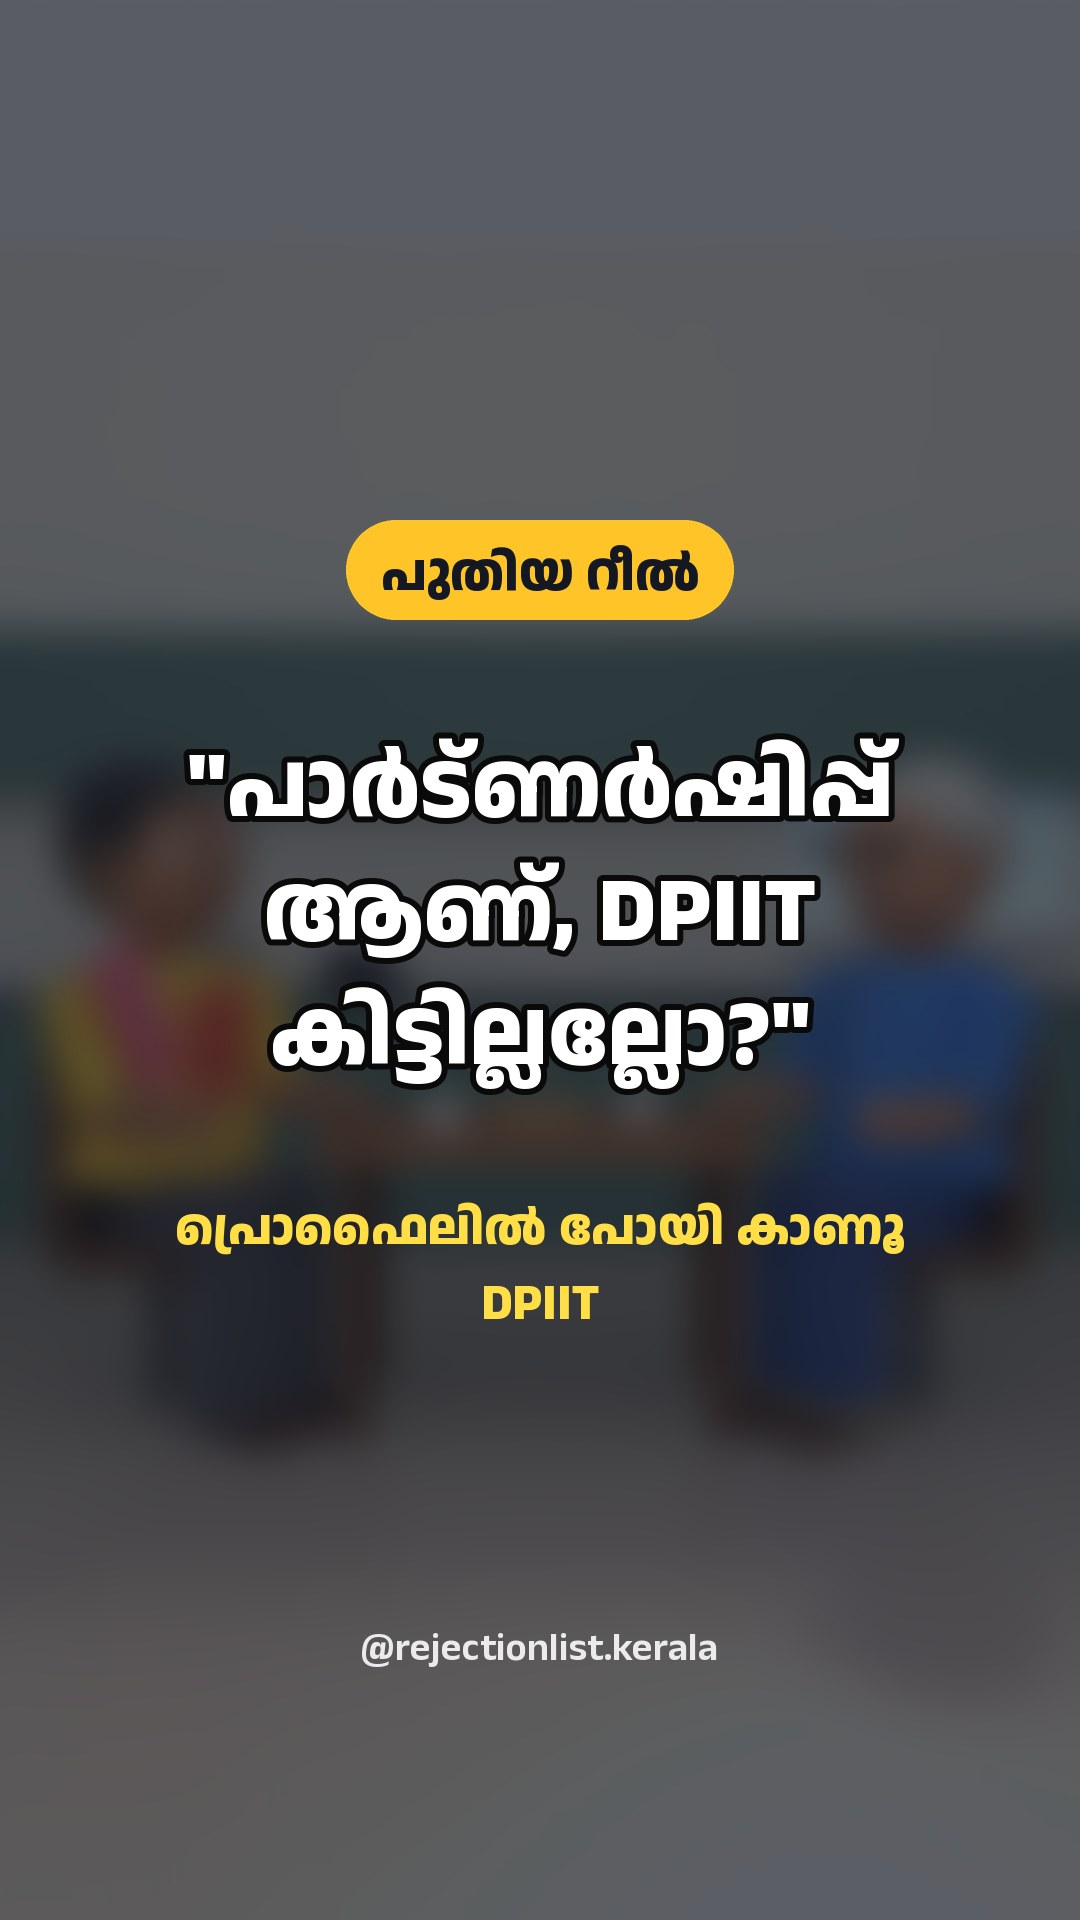 പുതിയ റീൽ
"പാർട്ണർഷിപ്പ്
ആണ്, DPIIT
കിട്ടില്ലല്ലോ?"
പ്രൊഫൈലിൽ പോയി കാണൂ
DPIIT
@rejectionlist.kerala